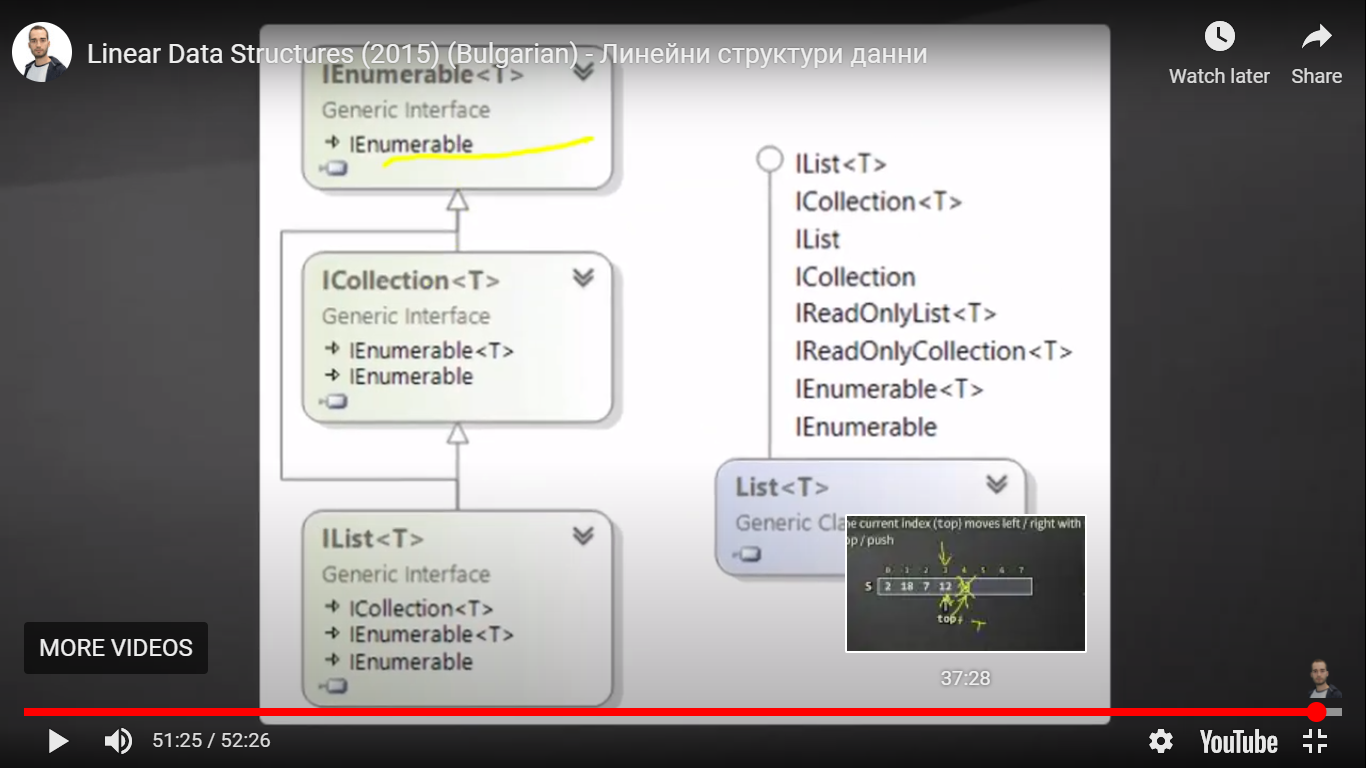 Linear Data Structures (2015) (Bulgarian) - Линейни структури данни
Watch later
Share
IEnumerable<T>
Generic Interface
IEnumerable
ICollection<T>
Generic Interface
IEnumerable<T>
IEnumerable
IList<T>
Generic Interface
ICollection<T>
IEnumerable<T>
IEnumerable
IList<T>
ICollection<T>
IList
ICollection
IReadOnlyList<T>
IReadOnlyCollection<T>
IEnumerable<T>
IEnumerable
List<T>
Generic Cla
he current index (top) moves left / right with
op / push
0 1 2 3 4 5 6 7
S 2 18 7 12
top
37:28
MORE VIDEOS
51:25 / 52:26
YouTube